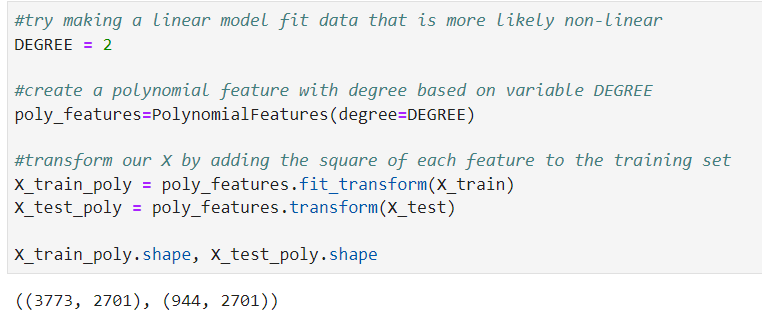 #try making a linear model fit data that is more likely non-linear
DEGREE = 2
#create a polynomial feature with degree based on variable DEGREE
poly_features=PolynomialFeatures(degree=DEGREE)
#transform our X by adding the square of each feature to the training set
X_train_poly = poly_features.fit_transform(X_train)
X_test_poly = poly_features.transform(X_test)
X_train_poly.shape, X_test_poly.shape
((3773, 2701), (944, 2701))